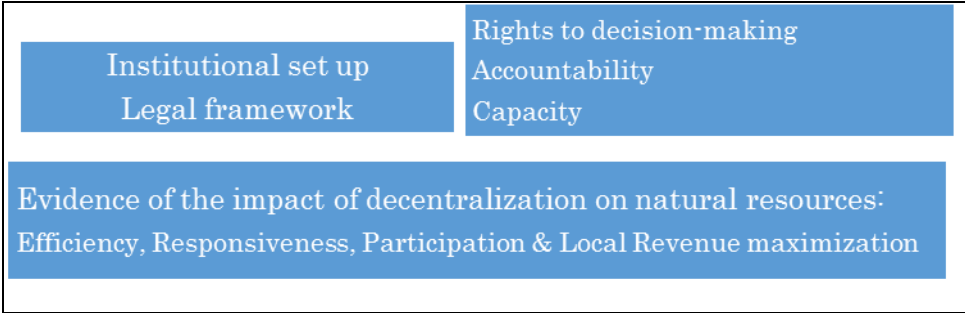 Institutional set up
Legal framework
Rights to decision-making
Accountability
Capacity
Evidence of the impact of decentralization on natural resources:
Efficiency, Responsiveness, Participation & Local Revenue maximization